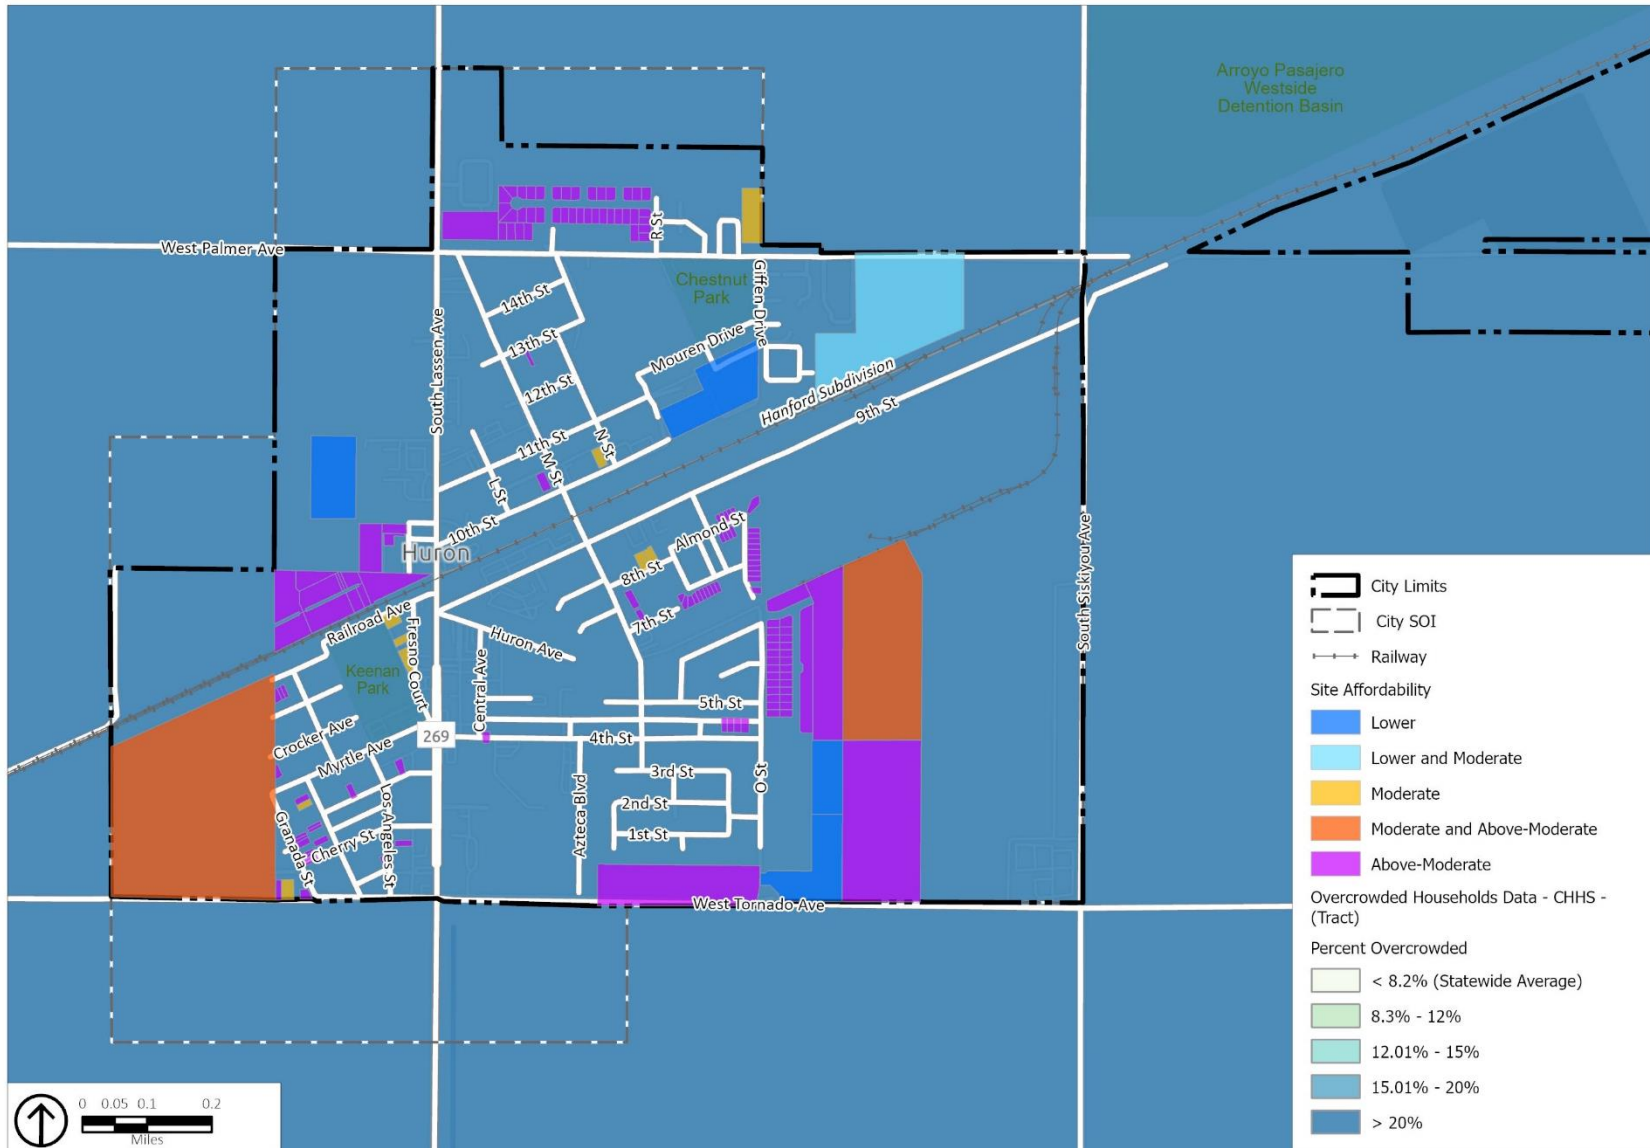 Arroyo Pasajero
Westside
Detention Basin
West Palmer Ave
R St
Chestnut
Park
Giffen Drive
14th St
13th St
12th St
11th St
10th St
9th St
Mouren Drive
Hanford Subdivision
South Lassen Ave
N St
M St
L St
Huron
Almond St
8th St
7th St
Railroad Ave
Fresno Court
Huron Ave
Central Ave
Keenan
Park
South Siskiyou Ave
269
5th St
4th St
3rd St
2nd St
1st St
O St
Azteca Blvd
Crocker Ave
Myrtle Ave
Los Angeles St
Granada St
Cherry St
West Tornado Ave
City Limits
City SOI
Railway
Site Affordability
Lower
Lower and Moderate
Moderate
Moderate and Above-Moderate
Above-Moderate
Overcrowded Households Data - CHHS -
(Tract)
Percent Overcrowded
< 8.2% (Statewide Average)
8.3% - 12%
12.01% - 15%
15.01% - 20%
> 20%
0 0.05 0.1 0.2
Miles